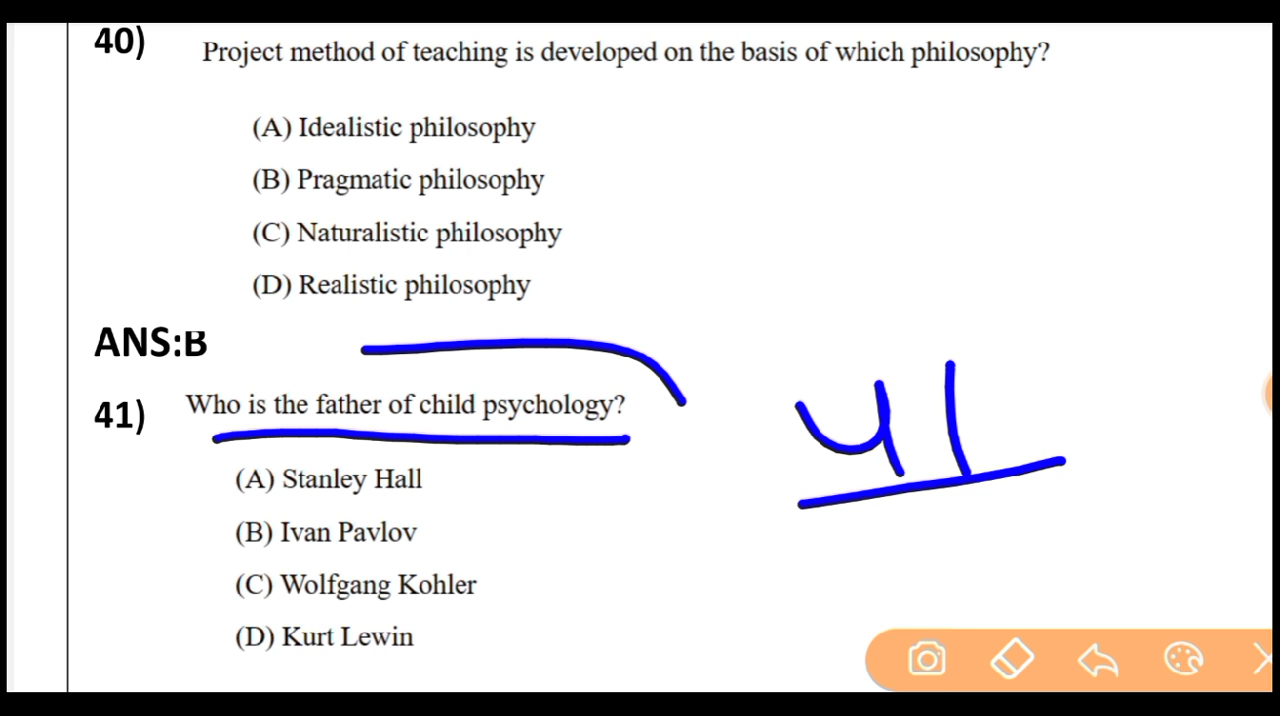 40) Project method of teaching is developed on the basis of which philosophy?
(A) Idealistic philosophy
(B) Pragmatic philosophy
(C) Naturalistic philosophy
(D) Realistic philosophy
ANS:B
41) Who is the father of child psychology?
41
(A) Stanley Hall
(B) Ivan Pavlov
(C) Wolfgang Kohler
(D) Kurt Lewin